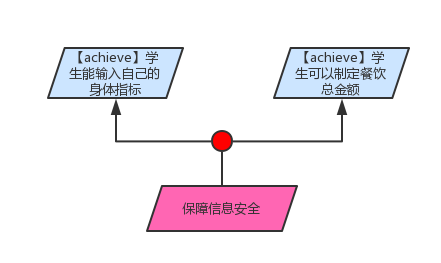 【achieve】学
生能输入自己的
身体指标
【achieve】学
生可以制定餐饮
总金额
保障信息安全